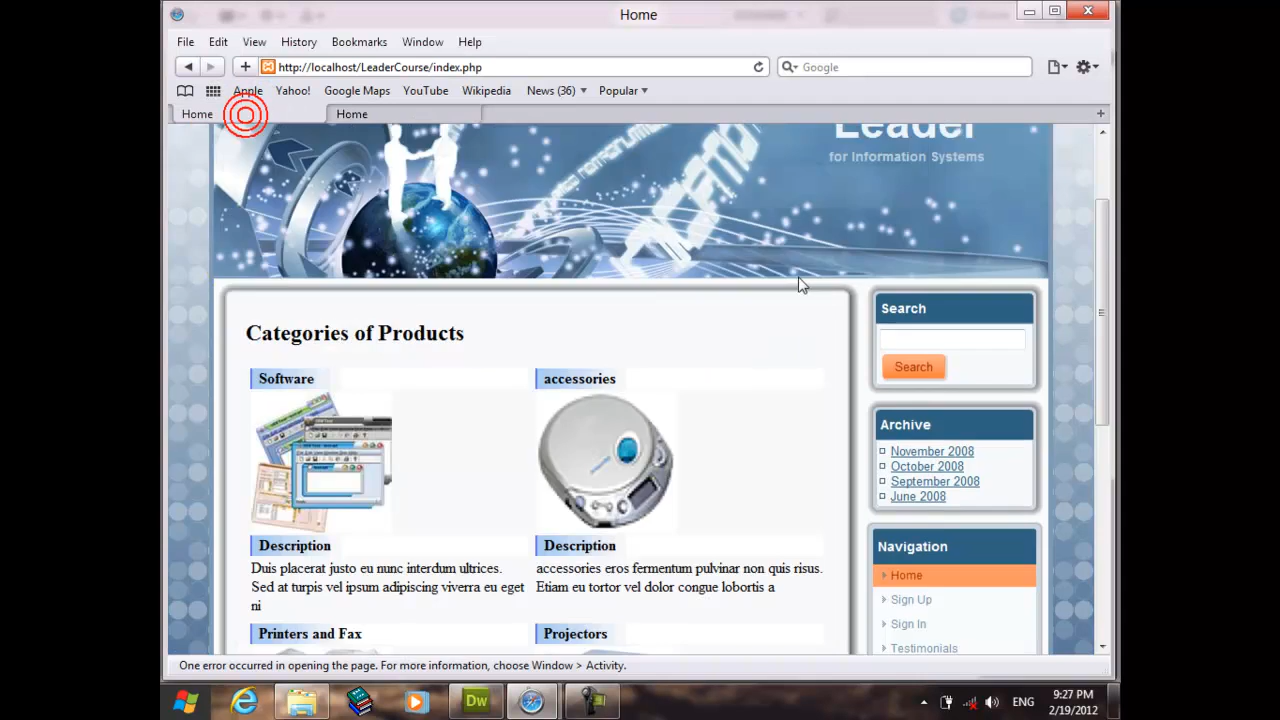 Home
File Edit View History Bookmarks Window Help
http://localhost/LeaderCourse/index.php
Google
Apple Yahoo! Google Maps YouTube Wikipedia News (36) Popular
Home Home
Leader
for Information Systems
Categories of Products
Software accessories
Description Description
Duis placerat justo eu nunc interdum ultrices.
Sed at turpis vel ipsum adipiscing viverra eu eget
ni
accessories eros fermentum pulvinar non quis risus.
Etiam eu tortor vel dolor congue lobortis a
Printers and Fax Projectors
Search
Search
Archive
November 2008
October 2008
September 2008
June 2008
Navigation
Home
Sign Up
Sign In
Testimonials
One error occurred in opening the page. For more information, choose Window > Activity.
Dw
ENG
9:27 PM
2/19/2012